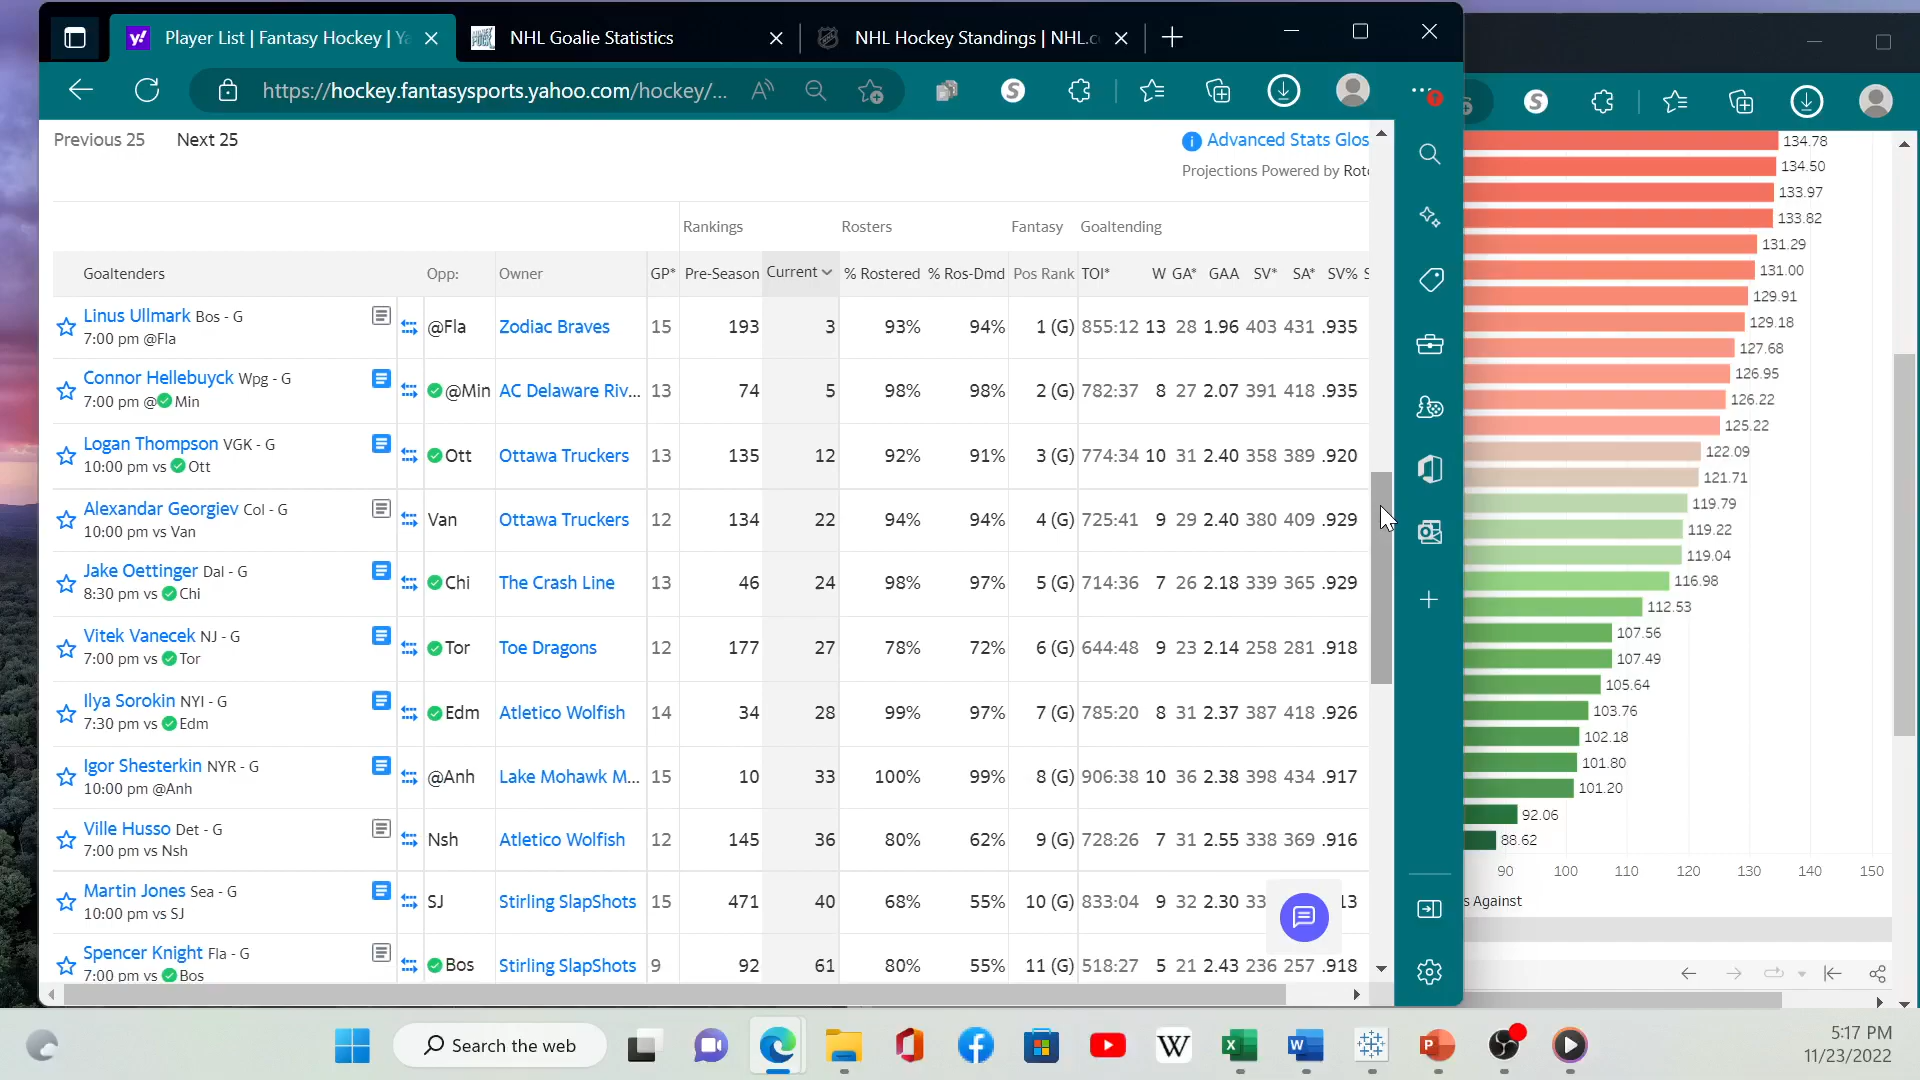 Player List | Fantasy Hockey | Ya
NHL Goalie Statistics
NHL Hockey Standings | NHL.c
https://hockey.fantasysports.yahoo.com/hockey/...
Previous 25 Next 25
Advanced Stats Glos
Projections Powered by Roto
Rankings Rosters Fantasy Goaltending
Goaltenders Opp: Owner GP* Pre-Season Current % Rostered % Ros-Dmd Pos Rank TOI* W GA* GAA SV* SA* SV% S
Linus Ullmark Bos - G
7:00 pm @Fla
@Fla Zodiac Braves 15 193 3 93% 94% 1 (G) 855:12 13 28 1.96 403 431 .935
Connor Hellebuyck Wpg - G
7:00 pm @ Min
@Min AC Delaware Riv... 13 74 5 98% 98% 2 (G) 782:37 8 27 2.07 391 418 .935
Logan Thompson VGK - G
10:00 pm vs Ott
Ott Ottawa Truckers 13 135 12 92% 91% 3 (G) 774:34 10 31 2.40 358 389 .920
Alexandar Georgiev Col - G
10:00 pm vs Van
Van Ottawa Truckers 12 134 22 94% 94% 4 (G) 725:41 9 29 2.40 380 409 .929
Jake Oettinger Dal - G
8:30 pm vs Chi
Chi The Crash Line 13 46 24 98% 97% 5 (G) 714:36 7 26 2.18 339 365 .929
Vitek Vanecek NJ - G
7:00 pm vs Tor
Tor Toe Dragons 12 177 27 78% 72% 6 (G) 644:48 9 23 2.14 258 281 .918
Ilya Sorokin NYI - G
7:30 pm vs Edm
Edm Atletico Wolfish 14 34 28 99% 97% 7 (G) 785:20 8 31 2.37 387 418 .926
Igor Shesterkin NYR - G
10:00 pm @Anh
@Anh Lake Mohawk M... 15 10 33 100% 99% 8 (G) 906:38 10 36 2.38 398 434 .917
Ville Husso Det - G
7:00 pm vs Nsh
Nsh Atletico Wolfish 12 145 36 80% 62% 9 (G) 728:26 7 31 2.55 338 369 .916
Martin Jones Sea - G
10:00 pm vs SJ
SJ Stirling SlapShots 15 471 40 68% 55% 10 (G) 833:04 9 32 2.30 33 13
Spencer Knight Fla - G
7:00 pm vs Bos
Bos Stirling SlapShots 9 92 61 80% 55% 11 (G) 518:27 5 21 2.43 236 257 .918
134.78
134.50
133.97
133.82
131.29
131.00
129.91
129.18
127.68
126.95
126.22
125.22
122.09
121.71
119.79
119.22
119.04
116.98
112.53
107.56
107.49
105.64
103.76
102.18
101.80
101.20
92.06
88.62
90 100 110 120 130 140 150
s Against
Search the web
5:17 PM
11/23/2022